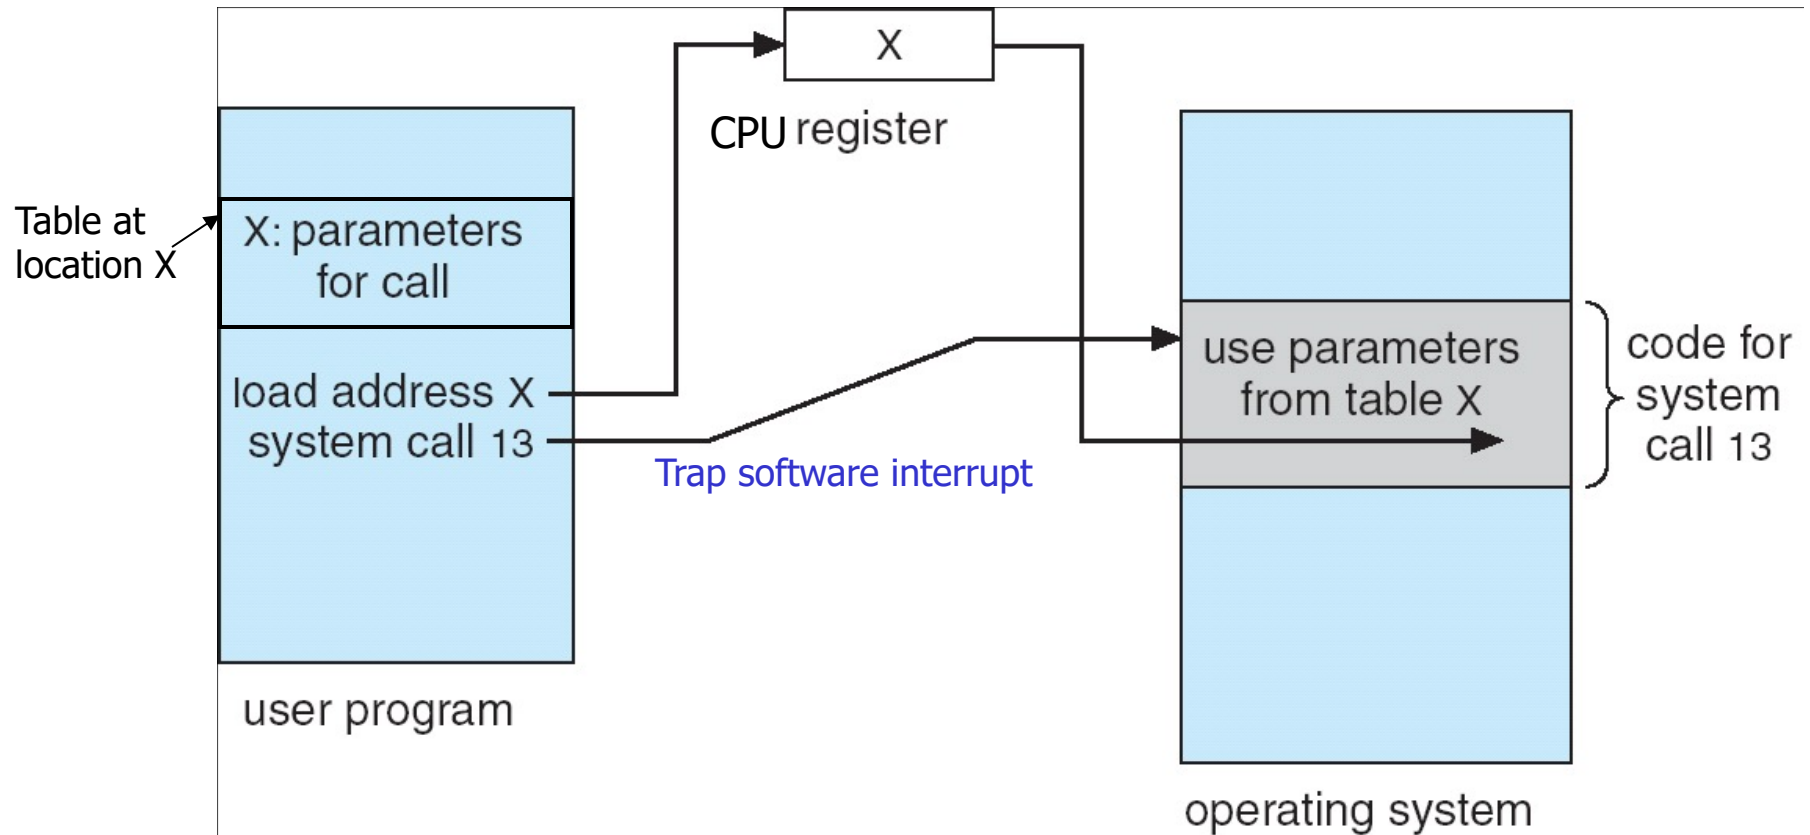 X
CPU register
Table at
location X
X: parameters
for call
load address X
system call 13
Trap software interrupt
use parameters
from table X
code for
system
call 13
user program
operating system